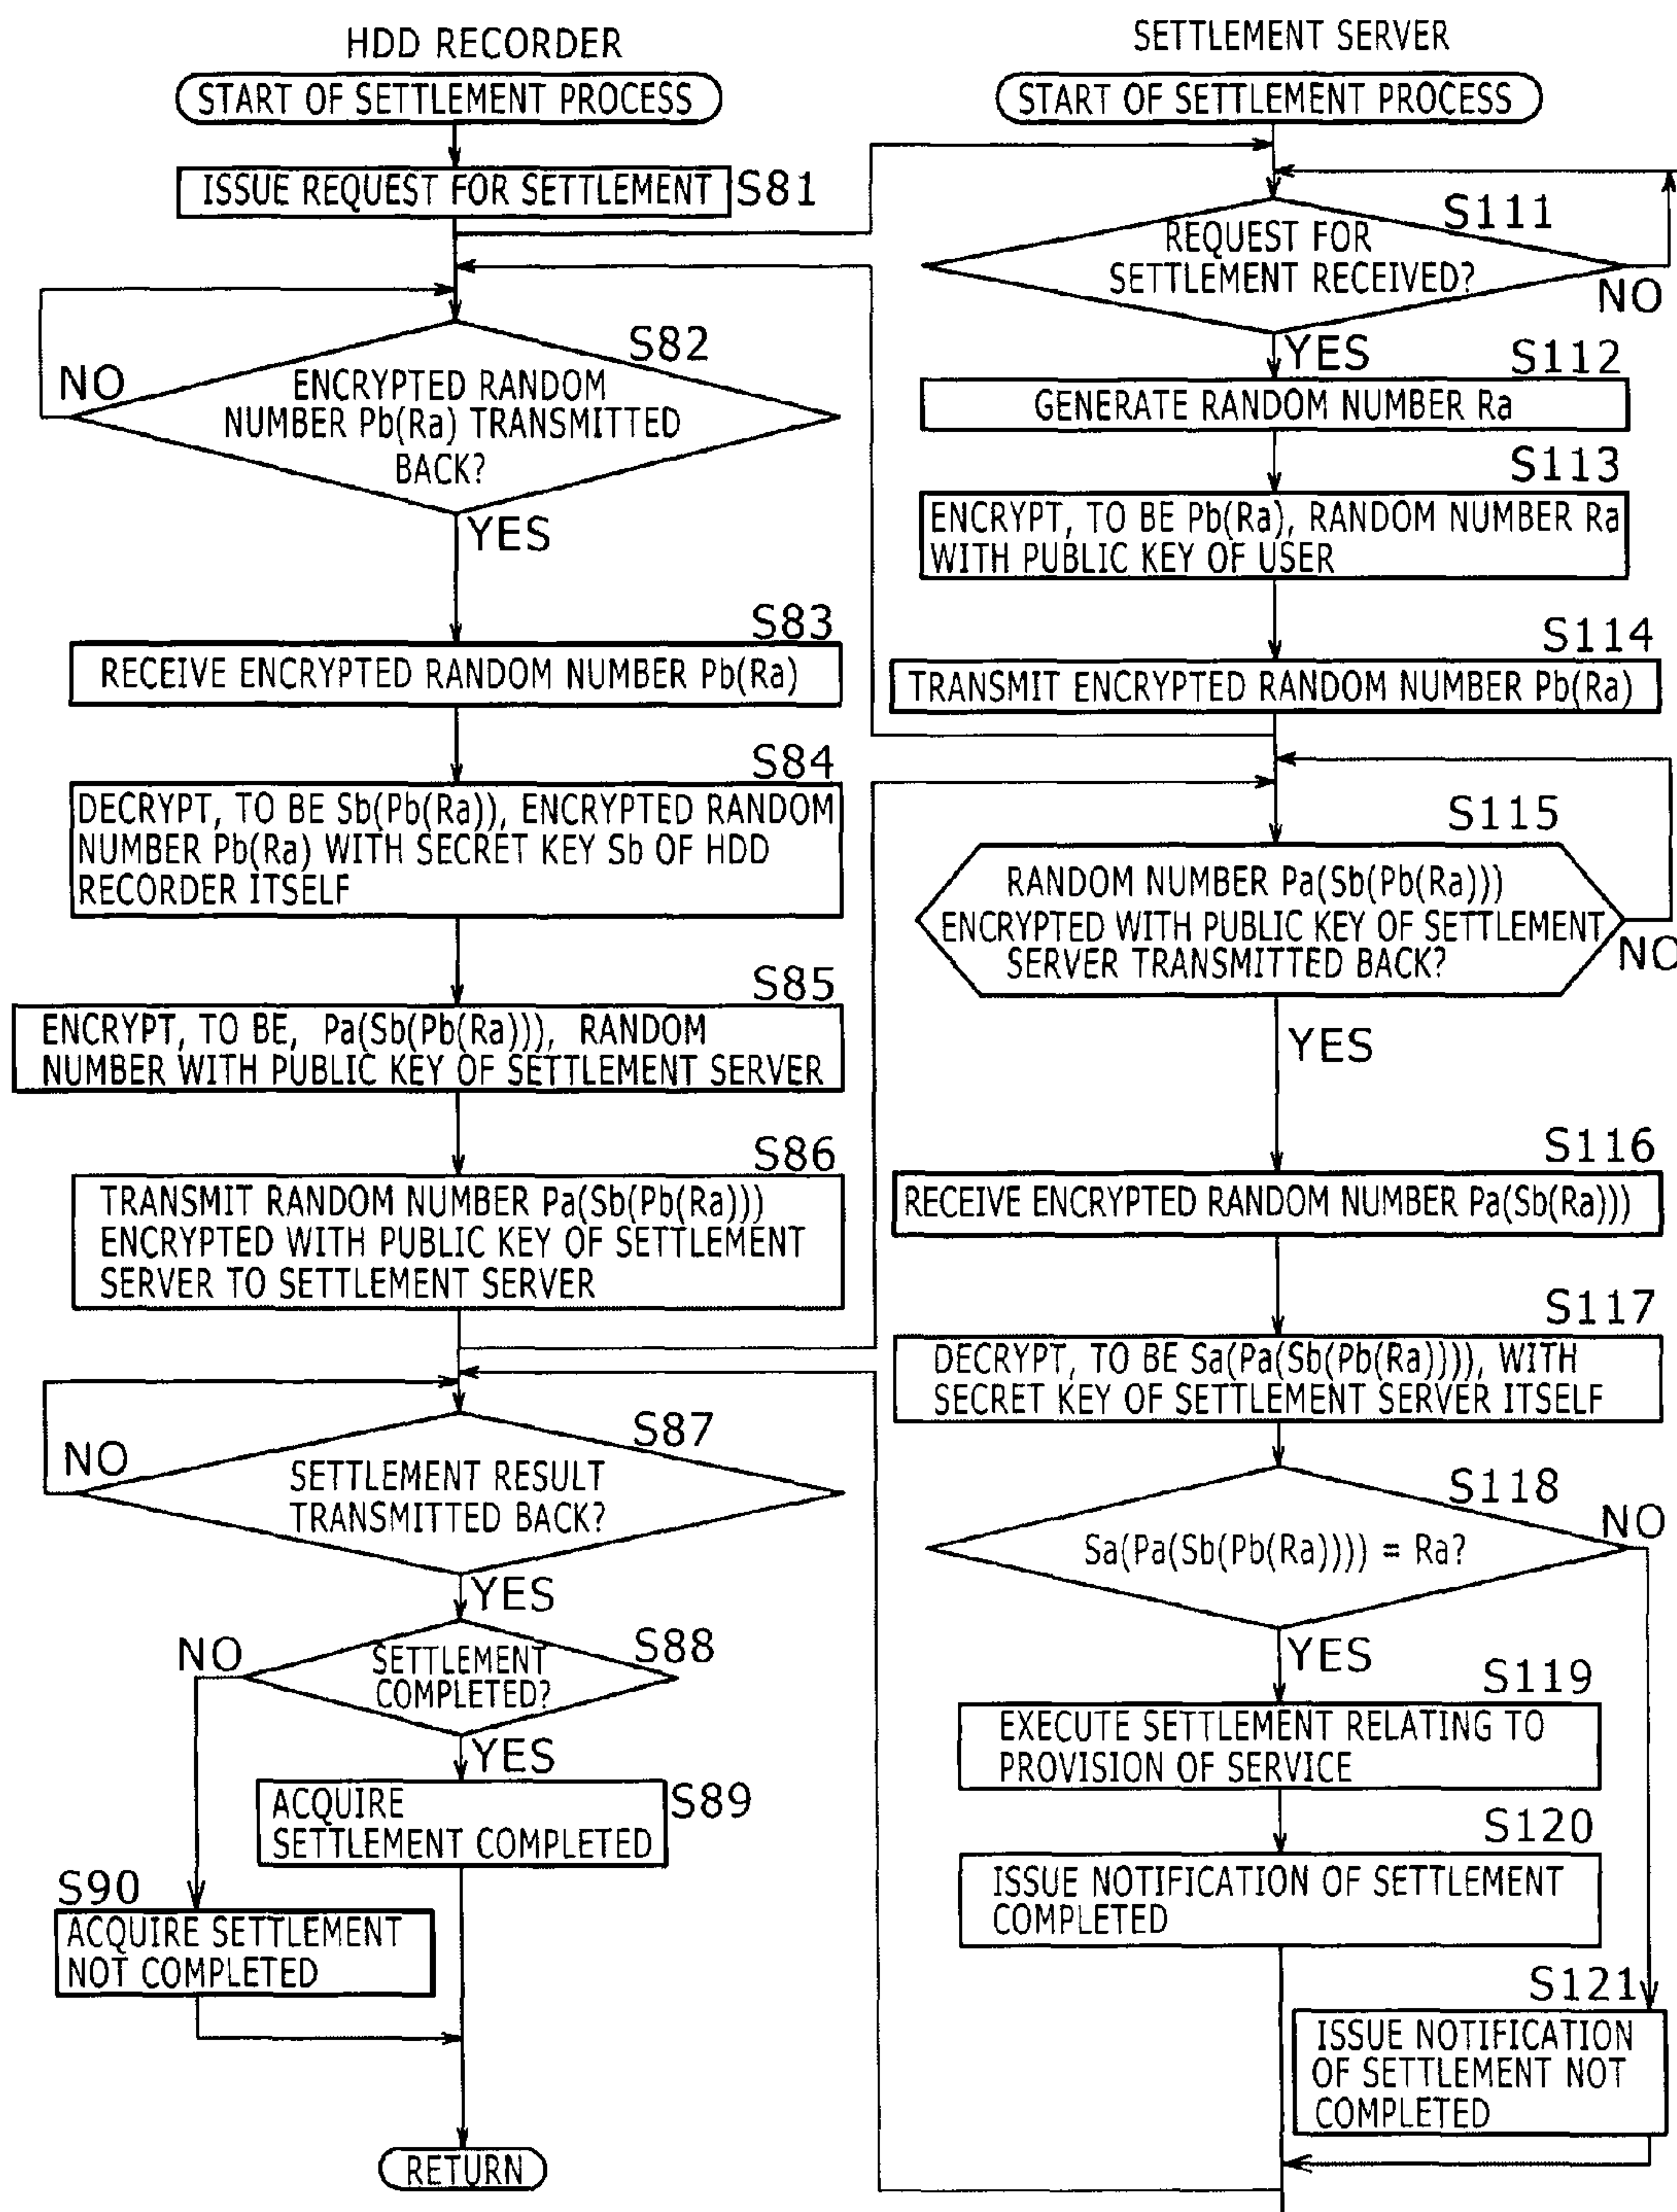 HDD RECORDER
START OF SETTLEMENT PROCESS
ISSUE REQUEST FOR SETTLEMENT
S81
S82
NO
ENCRYPTED RANDOM
NUMBER Pb(Ra) TRANSMITTED
BACK?
YES
S83
RECEIVE ENCRYPTED RANDOM NUMBER Pb(Ra)
S84
DECRYPT, TO BE Sb(Pb(Ra)), ENCRYPTED RANDOM
NUMBER Pb(Ra) WITH SECRET KEY Sb OF HDD
RECORDER ITSELF
S85
ENCRYPT, TO BE, Pa(Sb(Pb(Ra))), RANDOM
NUMBER WITH PUBLIC KEY OF SETTLEMENT SERVER
S86
TRANSMIT RANDOM NUMBER Pa(Sb(Pb(Ra)))
ENCRYPTED WITH PUBLIC KEY OF SETTLEMENT
SERVER TO SETTLEMENT SERVER
S87
NO
SETTLEMENT RESULT
TRANSMITTED BACK?
YES
NO
S88
SETTLEMENT
COMPLETED?
YES
S89
ACQUIRE
SETTLEMENT COMPLETED
S90
ACQUIRE SETTLEMENT
NOT COMPLETED
RETURN
SETTLEMENT SERVER
START OF SETTLEMENT PROCESS
S111
REQUEST FOR
SETTLEMENT RECEIVED?
NO
YES
S112
GENERATE RANDOM NUMBER Ra
S113
ENCRYPT, TO BE Pb(Ra), RANDOM NUMBER Ra
WITH PUBLIC KEY OF USER
S114
TRANSMIT ENCRYPTED RANDOM NUMBER Pb(Ra)
S115
RANDOM NUMBER Pa(Sb(Pb(Ra)))
ENCRYPTED WITH PUBLIC KEY OF SETTLEMENT
SERVER TRANSMITTED BACK?
NO
YES
S116
RECEIVE ENCRYPTED RANDOM NUMBER Pa(Sb(Ra)))
S117
DECRYPT, TO BE Sa(Pa(Sb(Pb(Ra)))), WITH
SECRET KEY OF SETTLEMENT SERVER ITSELF
S118
NO
Sa(Pa(Sb(Pb(Ra)))) = Ra?
YES
S119
EXECUTE SETTLEMENT RELATING TO
PROVISION OF SERVICE
S120
ISSUE NOTIFICATION OF SETTLEMENT
COMPLETED
S121
ISSUE NOTIFICATION
OF SETTLEMENT NOT
COMPLETED